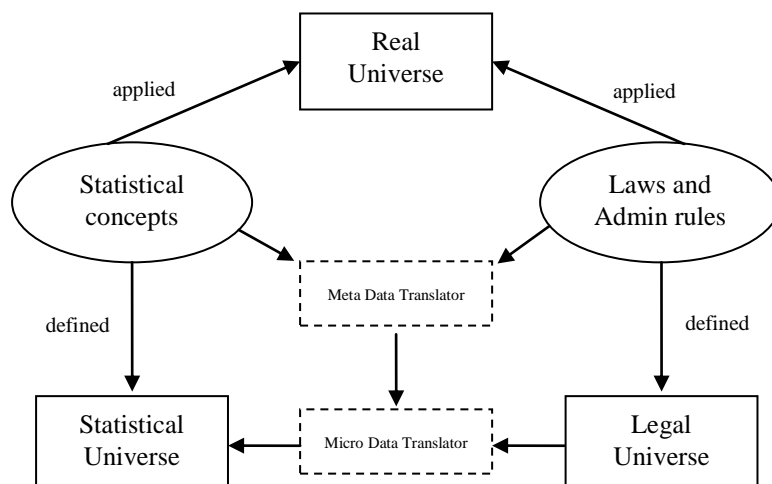 Real
Universe
applied
applied
Statistical
concepts
Laws and
Admin rules
Meta Data Translator
defined
defined
Statistical
Universe
Micro Data Translator
Legal
Universe